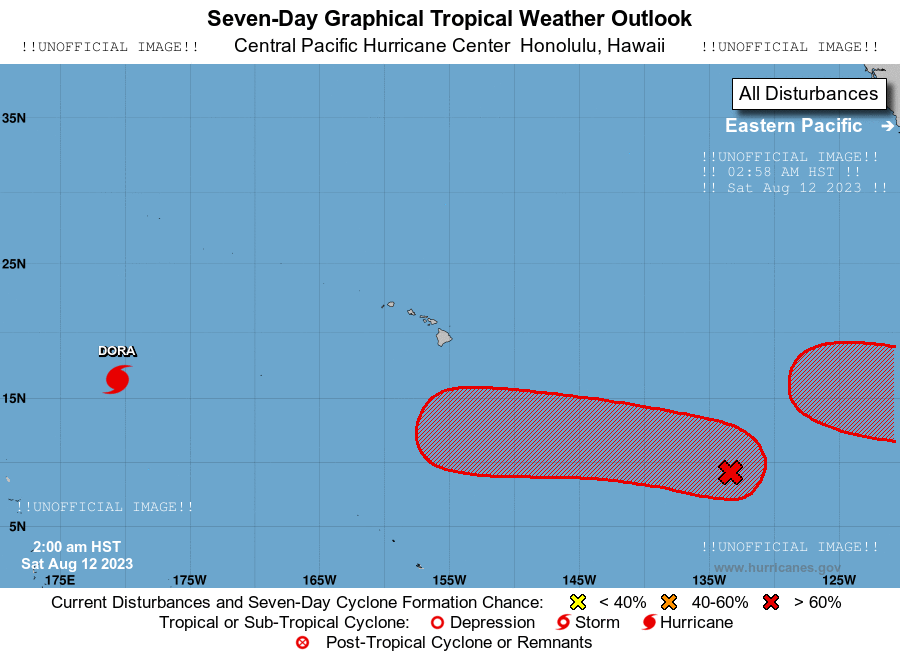 Seven-Day Graphical Tropical Weather Outlook
!!UNOFFICIAL IMAGE!! Central Pacific Hurricane Center Honolulu, Hawaii !!UNOFFICIAL IMAGE!!
All Disturbances
35N
Eastern Pacific
!!UNOFFICIAL IMAGE!!
!! 02:58 AM HST !!
!! Sat Aug 12 2023 !!
25N
DORA
15N
!!UNOFFICIAL IMAGE!!
5N
2:00 am HST
Sat Aug 12 2023
!!UNOFFICIAL IMAGE!!
www.hurricanes.gov
175E 175W 165W 155W 145W 135W 125W
Current Disturbances and Seven-Day Cyclone Formation Chance: < 40% 40-60% > 60%
Tropical or Sub-Tropical Cyclone: Depression Storm Hurricane
Post-Tropical Cyclone or Remnants